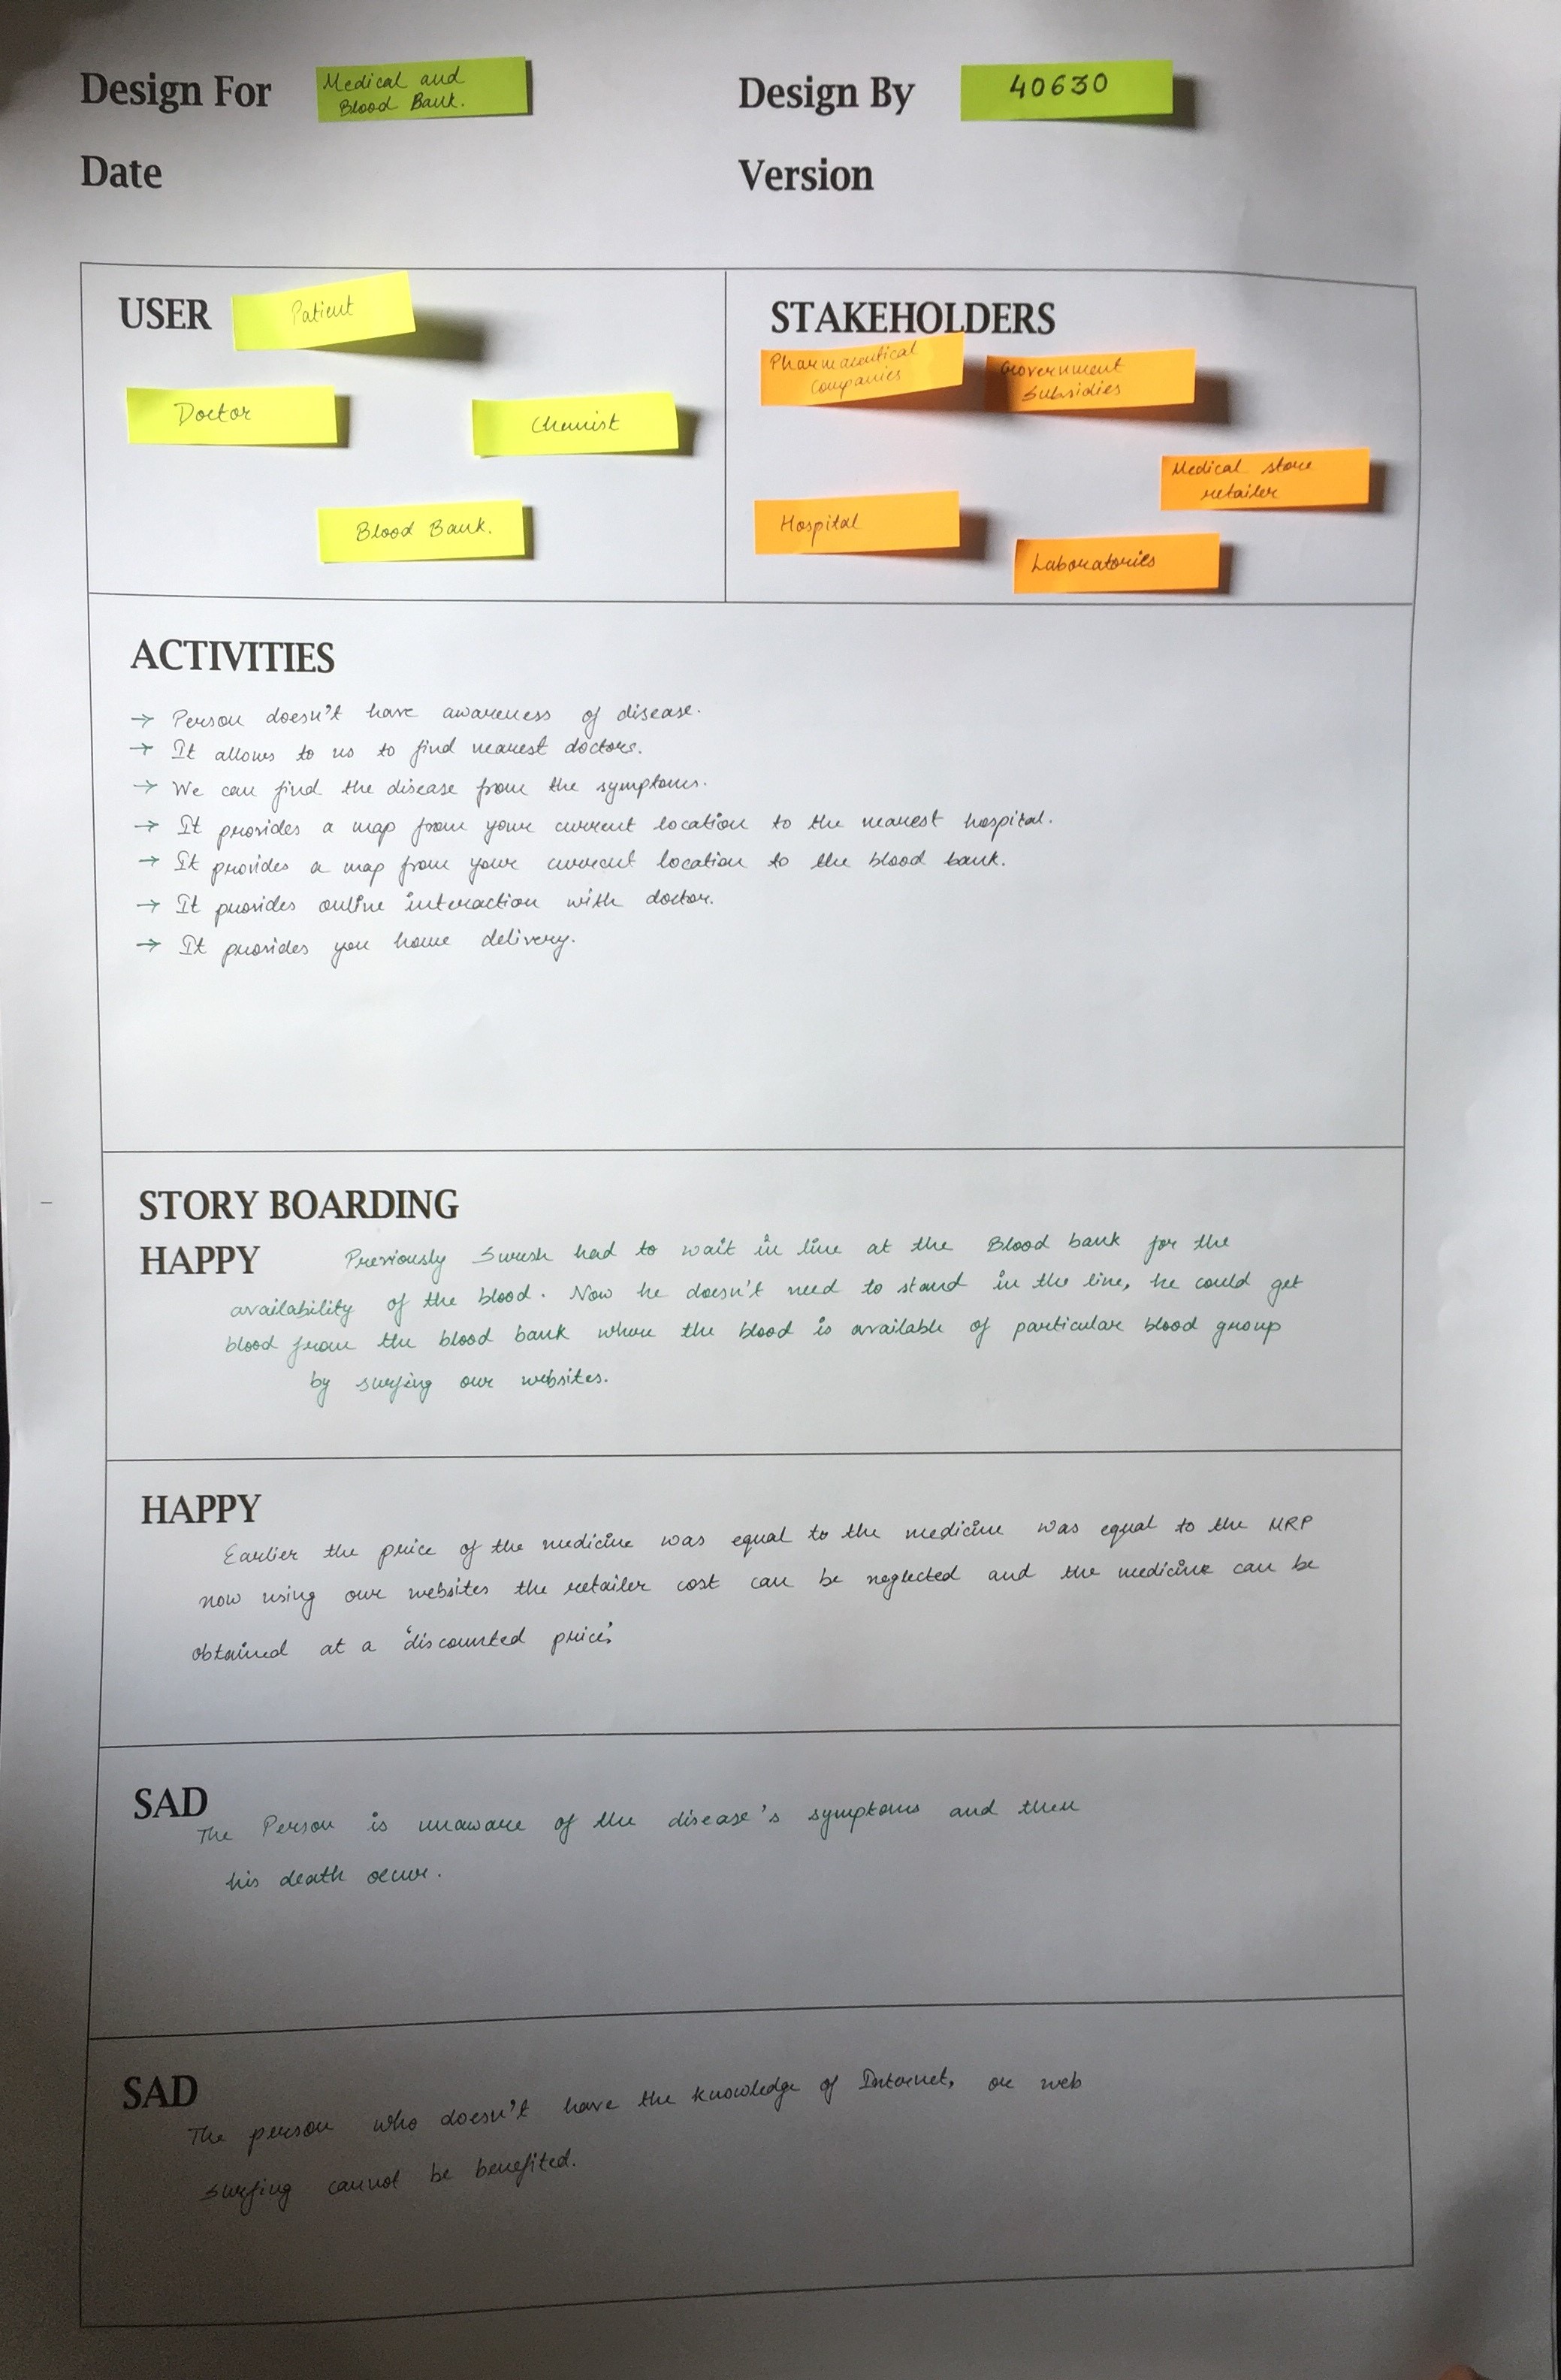 Design For
Medical and
Blood Bank.
Design By
40630
Date
Version
USER
Patient
Doctor
Chemist
Blood Bank.
STAKEHOLDERS
Pharmaceutical
Companies
Government
Subsidies
Medical store
retailer
Hospital
Laboratories
ACTIVITIES
→ Person doesn't have awareness of disease.
→ It allows to us to find nearest doctors.
→ We can find the disease from the symptoms.
→ It provides a map from your current location to the nearest hospital.
→ It provides a map from your current location to the blood bank.
→ It provides online interaction with doctor.
→ It provides you home delivery.
STORY BOARDING
HAPPY
Previously Suresh had to wait in line at the Blood bank for the
availability of the blood. Now he doesn't need to stand in the line, he could get
blood from the blood bank where the blood is available of particular blood group
by surfing our websites.
HAPPY
Earlier the price of the medicine was equal to the medicine was equal to the MRP
now using our websites the retailer cost can be neglected and the medicine can be
obtained at a 'discounted price'.
SAD
The Person is unaware of the disease's symptoms and then
his death occur.
SAD
The person who doesn't have the knowledge of Internet, or web
surfing cannot be benefited.